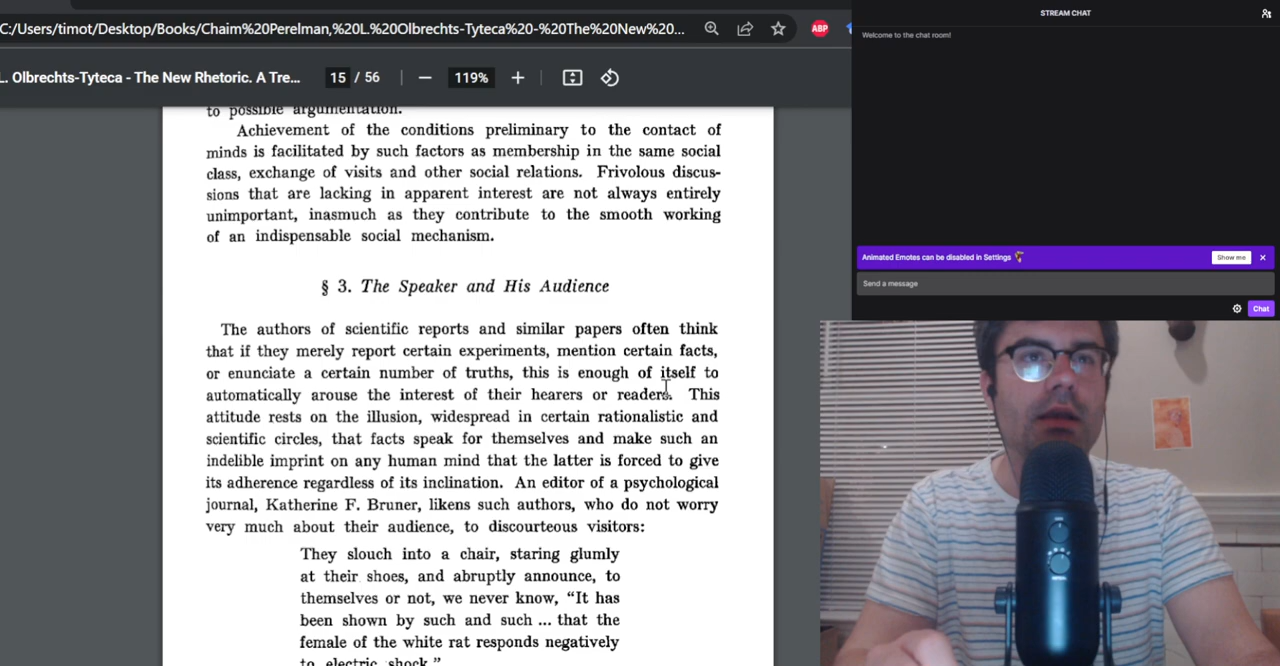 C:/Users/timot/Desktop/Books/Chaim%20Perelman,%20L.%20Olbrechts-Tyteca%20-%20The%20New%20...
ABP
L. Olbrechts-Tyteca - The New Rhetoric. A Tre...
15 / 56
119%
to possible argumentation.
Achievement of the conditions preliminary to the contact of
minds is facilitated by such factors as membership in the same social
class, exchange of visits and other social relations. Frivolous discus-
sions that are lacking in apparent interest are not always entirely
unimportant, inasmuch as they contribute to the smooth working
of an indispensable social mechanism.
§ 3. The Speaker and His Audience
The authors of scientific reports and similar papers often think
that if they merely report certain experiments, mention certain facts,
or enunciate a certain number of truths, this is enough of itself to
automatically arouse the interest of their hearers or readers. This
attitude rests on the illusion, widespread in certain rationalistic and
scientific circles, that facts speak for themselves and make such an
indelible imprint on any human mind that the latter is forced to give
its adherence regardless of its inclination. An editor of a psychological
journal, Katherine F. Bruner, likens such authors, who do not worry
very much about their audience, to discourteous visitors:
They slouch into a chair, staring glumly
at their shoes, and abruptly announce, to
themselves or not, we never know, “It has
been shown by such and such ... that the
female of the white rat responds negatively
to electric shock.”
STREAM CHAT
Welcome to the chat room!
Animated Emotes can be disabled in Settings
Show me
Send a message
Chat